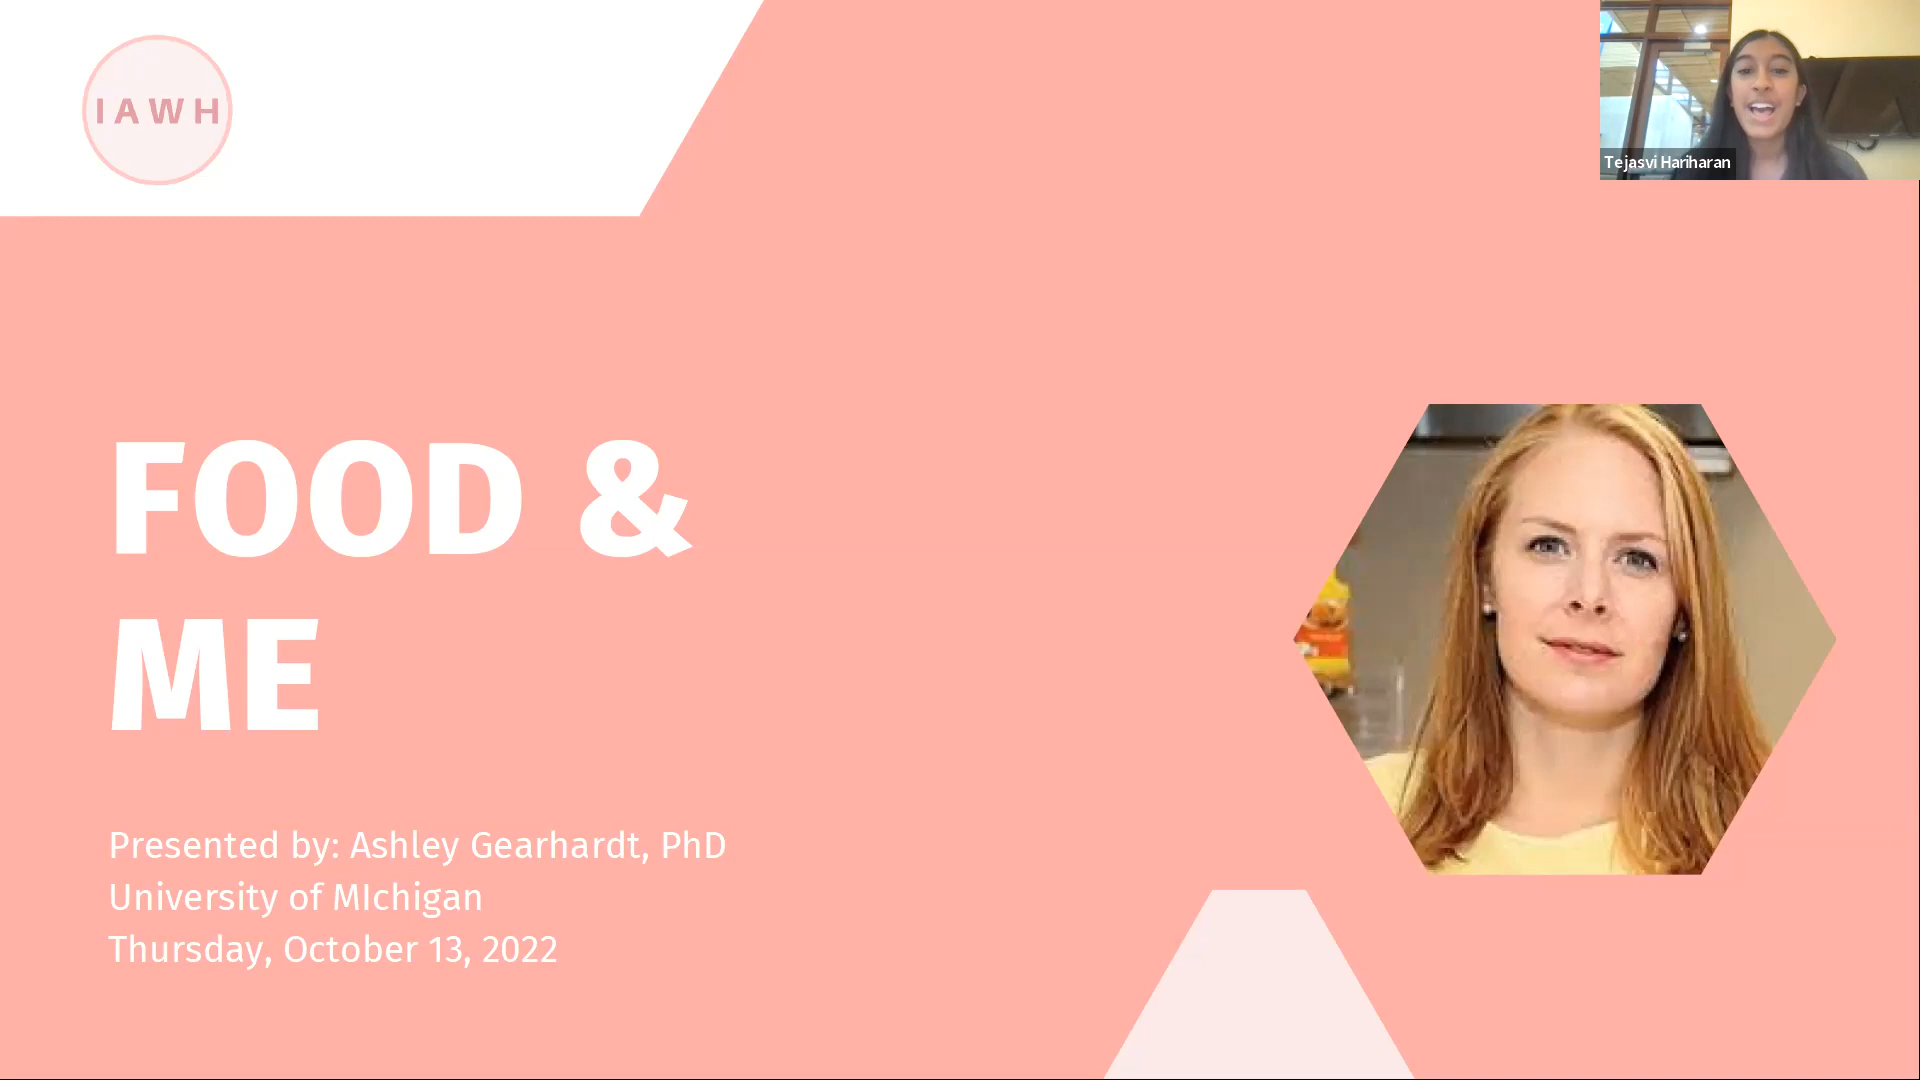 IAWH
Tejasvi Hariharan
FOOD &
ME
Presented by: Ashley Gearhardt, PhD
University of MIchigan
Thursday, October 13, 2022